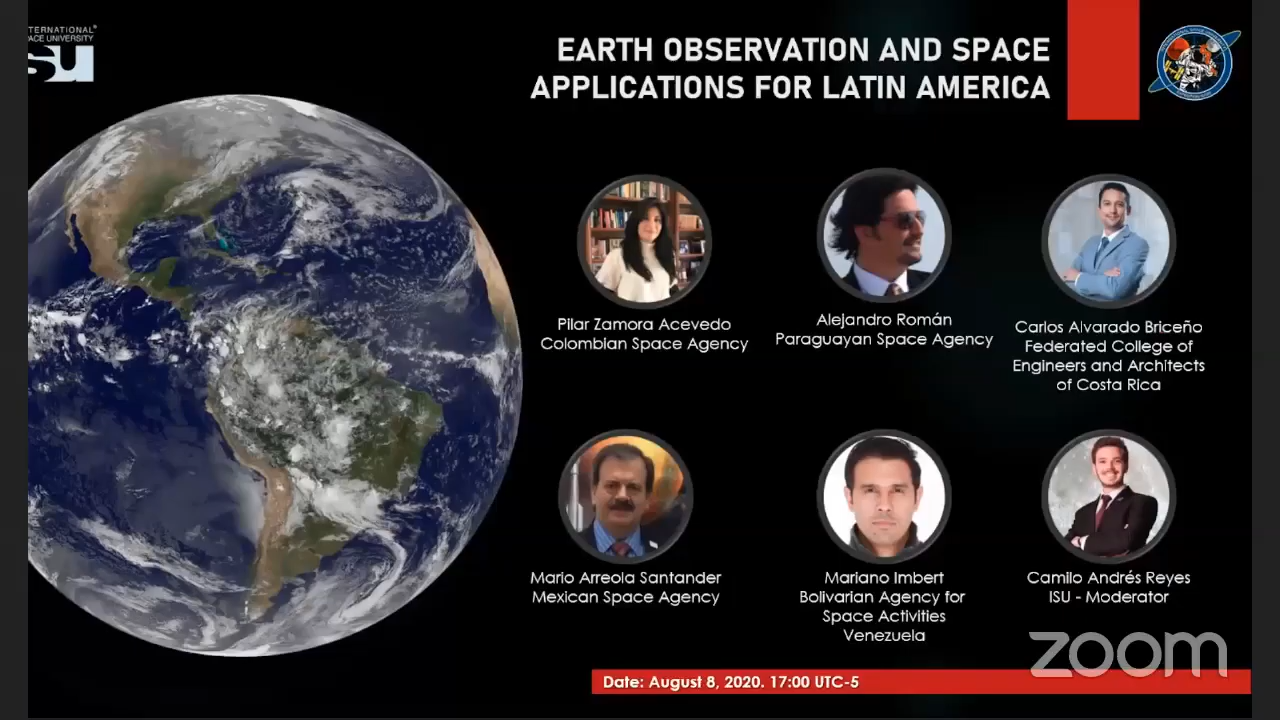 TERNATIONAL
ACE UNIVERSITY
su
EARTH OBSERVATION AND SPACE
APPLICATIONS FOR LATIN AMERICA
Pilar Zamora Acevedo
Colombian Space Agency
Alejandro Román
Paraguayan Space Agency
Carlos Alvarado Briceño
Federated College of
Engineers and Architects
of Costa Rica
Mario Arreola Santander
Mexican Space Agency
Mariano Imbert
Bolivarian Agency for
Space Activities
Venezuela
Camilo Andrés Reyes
ISU - Moderator
zoom
Date: August 8, 2020. 17:00 UTC-5